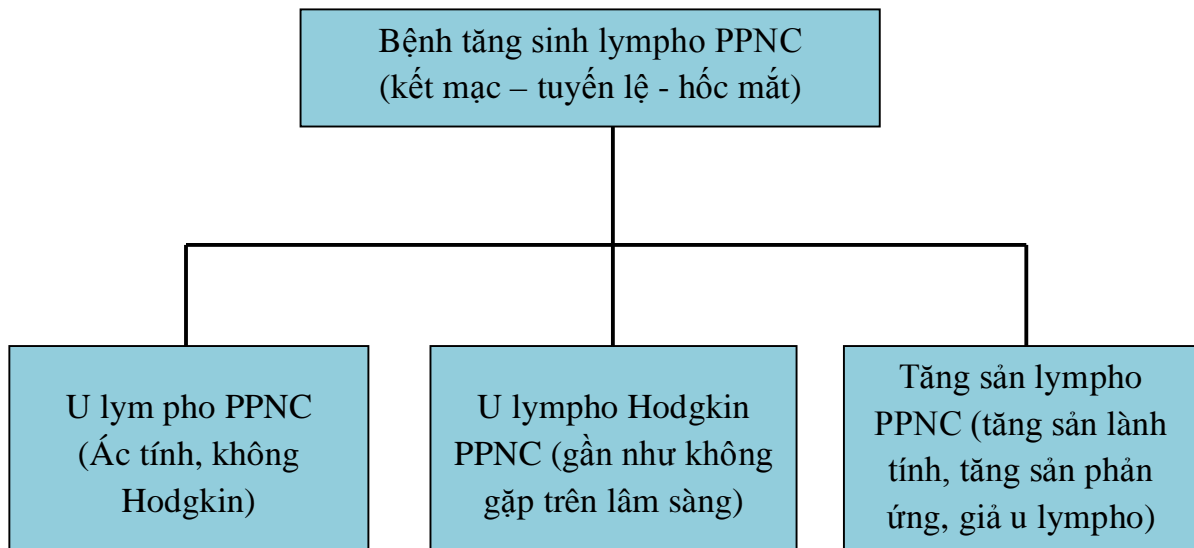 Bệnh tăng sinh lympho PPNC
(kết mạc – tuyến lệ - hốc mắt)
U lym pho PPNC
(Ác tính, không
Hodgkin)
U lympho Hodgkin
PPNC (gần như không
gặp trên lâm sàng)
Tăng sản lympho
PPNC (tăng sản lành
tính, tăng sản phản
ứng, giả u lympho)